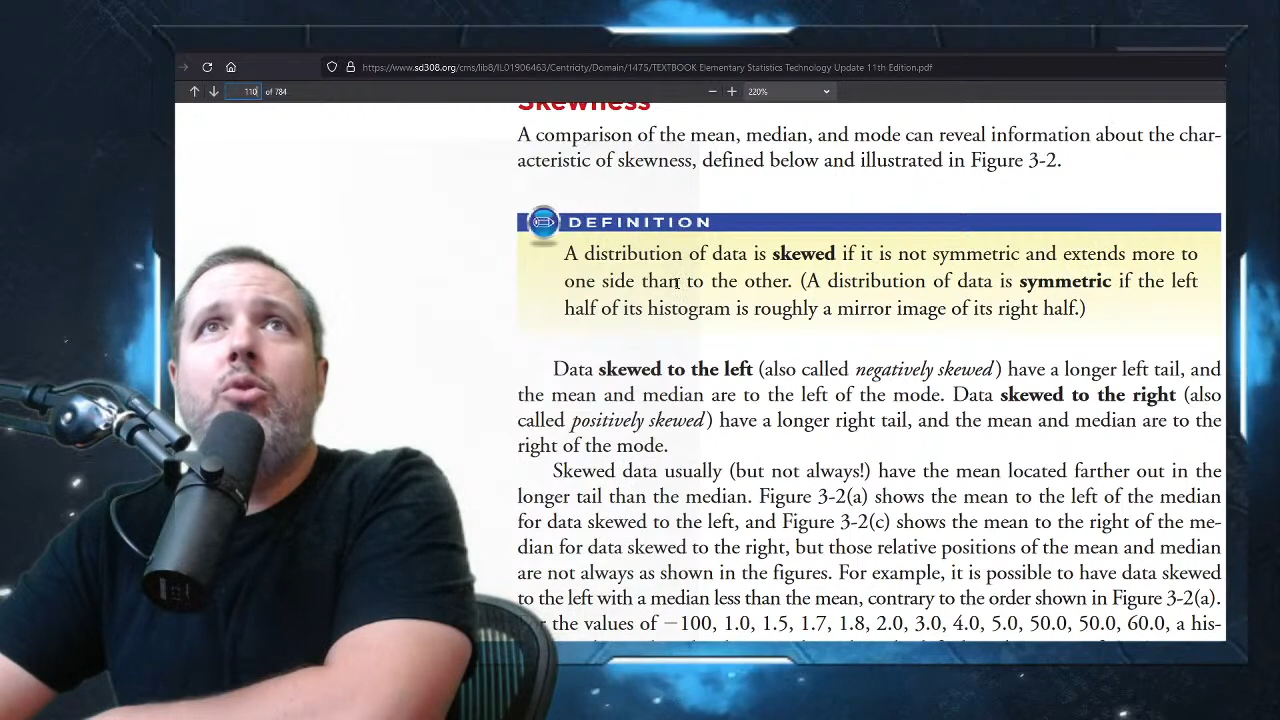 https://www.sd308.org/cms/lib8/IL01906463/Centricity/Domain/1475/TEXTBOOK Elementary Statistics Technology Update 11th Edition.pdf
110 of 784
220%
Skewness
A comparison of the mean, median, and mode can reveal information about the char-
acteristic of skewness, defined below and illustrated in Figure 3-2.
DEFINITION
A distribution of data is skewed if it is not symmetric and extends more to
one side than to the other. (A distribution of data is symmetric if the left
half of its histogram is roughly a mirror image of its right half.)
Data skewed to the left (also called negatively skewed) have a longer left tail, and
the mean and median are to the left of the mode. Data skewed to the right (also
called positively skewed) have a longer right tail, and the mean and median are to the
right of the mode.
Skewed data usually (but not always!) have the mean located farther out in the
longer tail than the median. Figure 3-2(a) shows the mean to the left of the median
for data skewed to the left, and Figure 3-2(c) shows the mean to the right of the me-
dian for data skewed to the right, but those relative positions of the mean and median
are not always as shown in the figures. For example, it is possible to have data skewed
to the left with a median less than the mean, contrary to the order shown in Figure 3-2(a).
the values of −100, 1.0, 1.5, 1.7, 1.8, 2.0, 3.0, 4.0, 5.0, 50.0, 50.0, 60.0, a his-